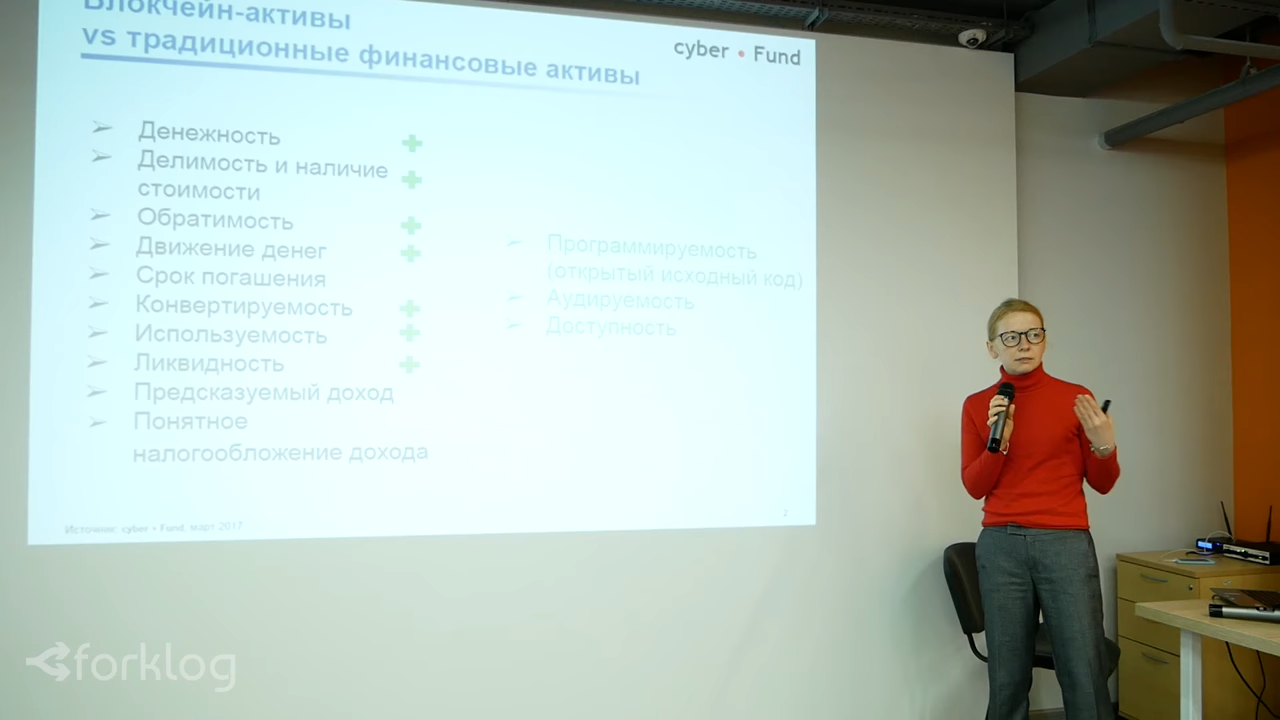 Блокчейн-активы
vs традиционные финансовые активы
cyber • Fund
➢ Денежность
➢ Делимость и наличие
стоимости
➢ Обратимость
➢ Движение денег
➢ Срок погашения
➢ Конвертируемость
➢ Используемость
➢ Ликвидность
➢ Предсказуемый доход
➢ Понятное
налогообложение дохода
➢ Программируемость
(открытый исходный код)
➢ Аудируемость
➢ Доступность
Источник: cyber • Fund, март 2017
2
forklog